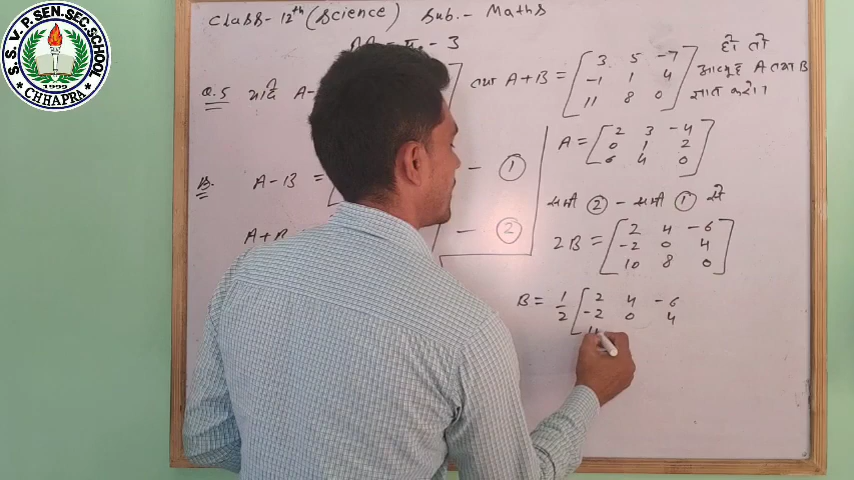 Class- 12th (Science) Sub.- Maths
- 3
Q.5 यदि A-
तथा A+B = [3 5 -7
-1 1 4
11 8 0] हो तो
आव्यूह A तथा B
ज्ञात करो।
A = [2 3 -4
0 1 2
6 4 0]
A-B = [ - ①
A+B - ②
समी ② - समी ① से
2B = [2 4 -6
-2 0 4
10 8 0]
B = 1/2 [2 4 -6
-2 0 4
S.S.V.P.SEN.SEC.SCHOOL
1999
CHHAPRA